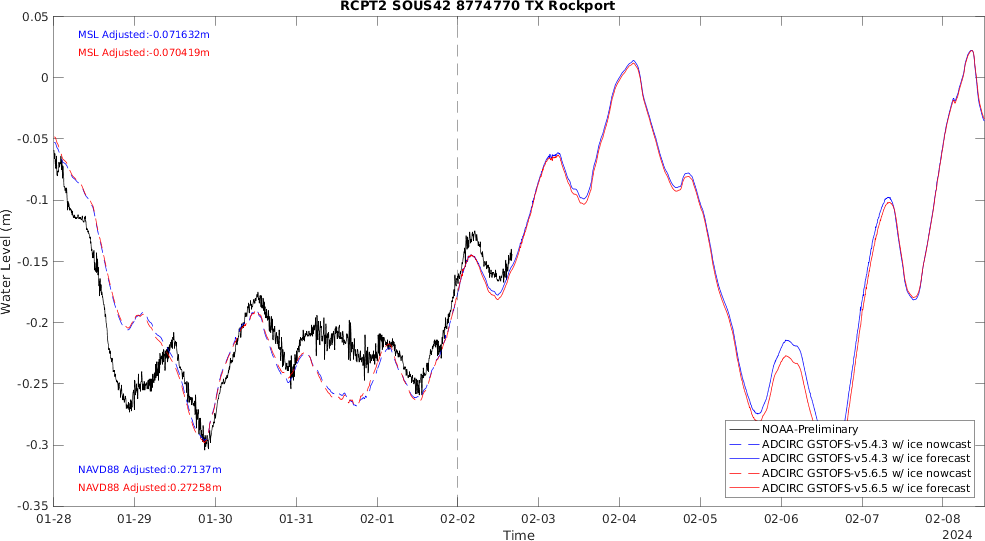 RCPT2 SOUS42 8774770 TX Rockport
MSL Adjusted:-0.071632m
MSL Adjusted:-0.070419m
Water Level (m)
0.05
0
-0.05
-0.1
-0.15
-0.2
-0.25
-0.3
-0.35
NAVD88 Adjusted:0.27137m
NAVD88 Adjusted:0.27258m
NOAA-Preliminary
ADCIRC GSTOFS-v5.4.3 w/ ice nowcast
ADCIRC GSTOFS-v5.4.3 w/ ice forecast
ADCIRC GSTOFS-v5.6.5 w/ ice nowcast
ADCIRC GSTOFS-v5.6.5 w/ ice forecast
01-28 01-29 01-30 01-31 02-01 02-02 02-03 02-04 02-05 02-06 02-07 02-08
Time
2024